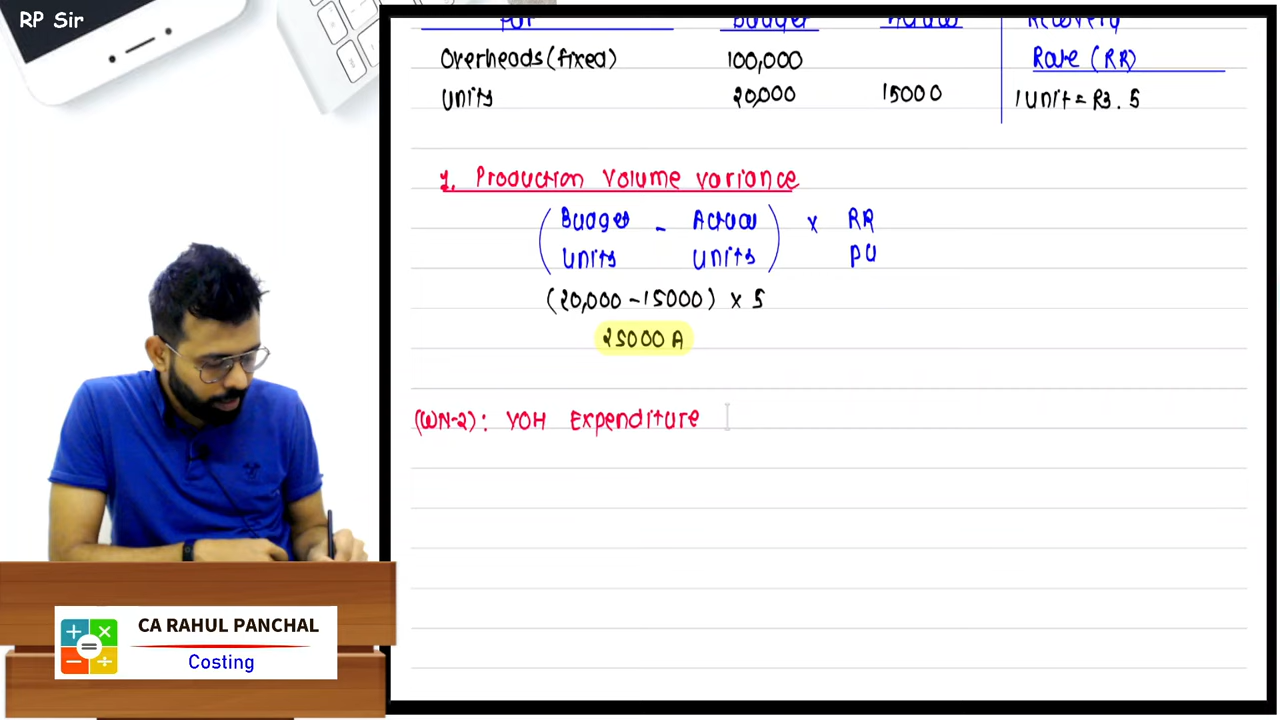 RP Sir
Overheads (fixed) 100,000 Rate (RR)
Units 20,000 15000 1 Unit = Rs. 5
1. Production Volume Variance
(Budget - Actual) × RR
Units Units PU
(20,000 - 15000) × 5
25000 A
(WN-2): VOH Expenditure
CA RAHUL PANCHAL
Costing